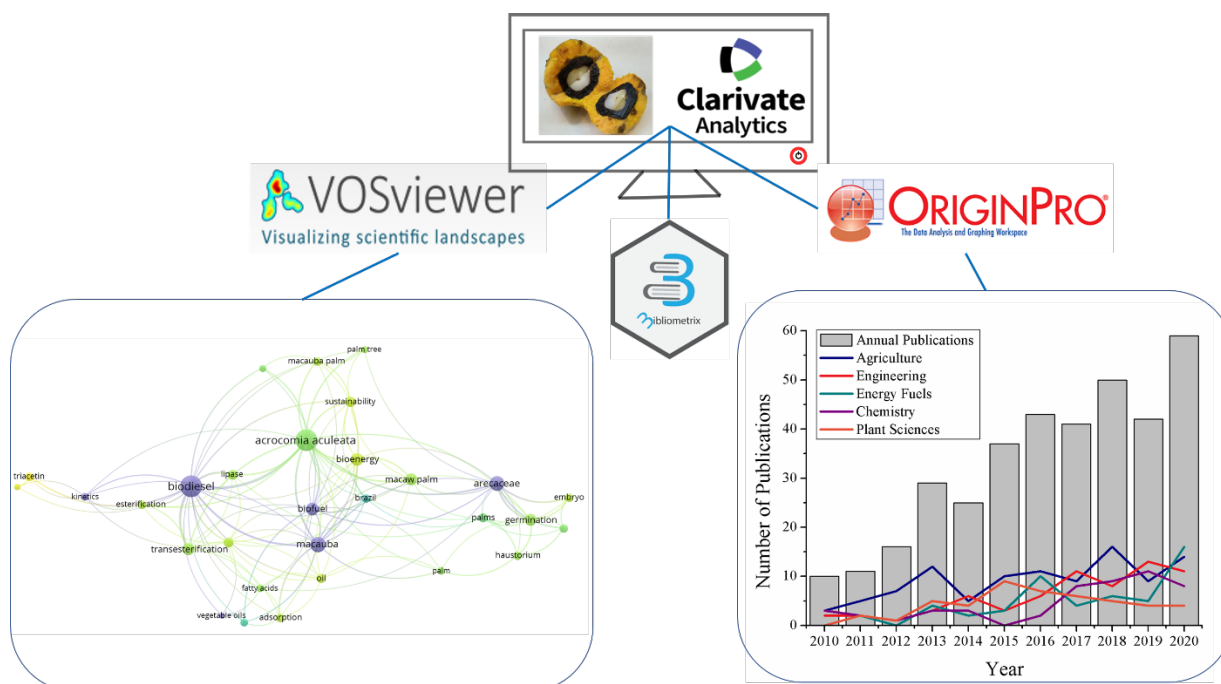 Clarivate
Analytics
VOSviewer
Visualizing scientific landscapes
ORIGINPRO®
The Data Analysis and Graphing Workspace
3ibliometrix
palm tree
macauba palm
sustainability
acrocomia aculeata
bioenergy
triacetin
lipase
macaw palm
arecaceae
biodiesel
kinetics
brazil
embryo
esterification
biofuel
palms
germination
macauba
transesterification
haustorium
oil
palm
fatty acids
vegetable oils
adsorption
Number of Publications
60
50
40
30
20
10
0
Annual Publications
Agriculture
Engineering
Energy Fuels
Chemistry
Plant Sciences
2010 2011 2012 2013 2014 2015 2016 2017 2018 2019 2020
Year